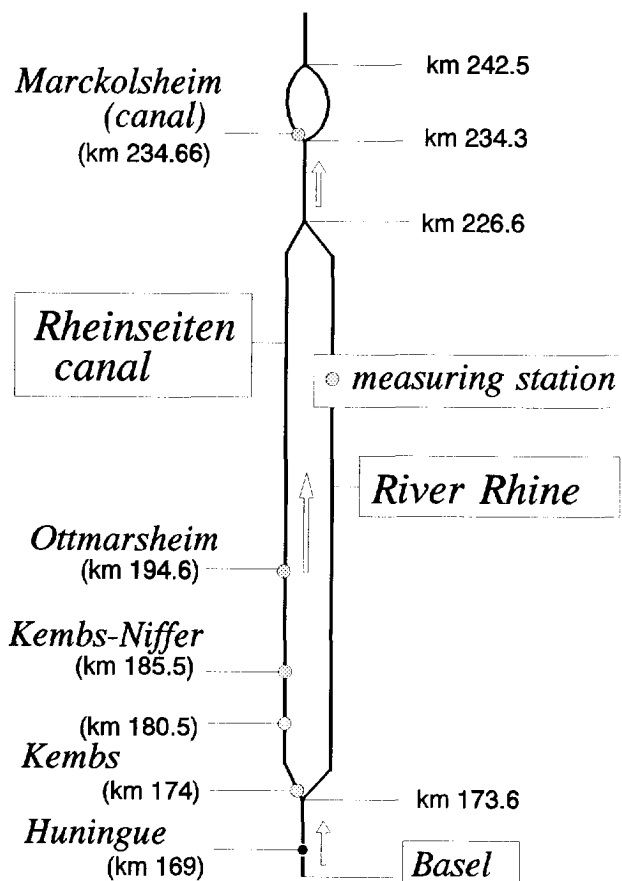 km 242.5
Marckolsheim
(canal)
(km 234.66)
km 234.3
km 226.6
Rheinseiten
canal
measuring station
River Rhine
Ottmarsheim
(km 194.6)
Kembs-Niffer
(km 185.5)
(km 180.5)
Kembs
(km 174)
km 173.6
Huningue
(km 169)
Basel